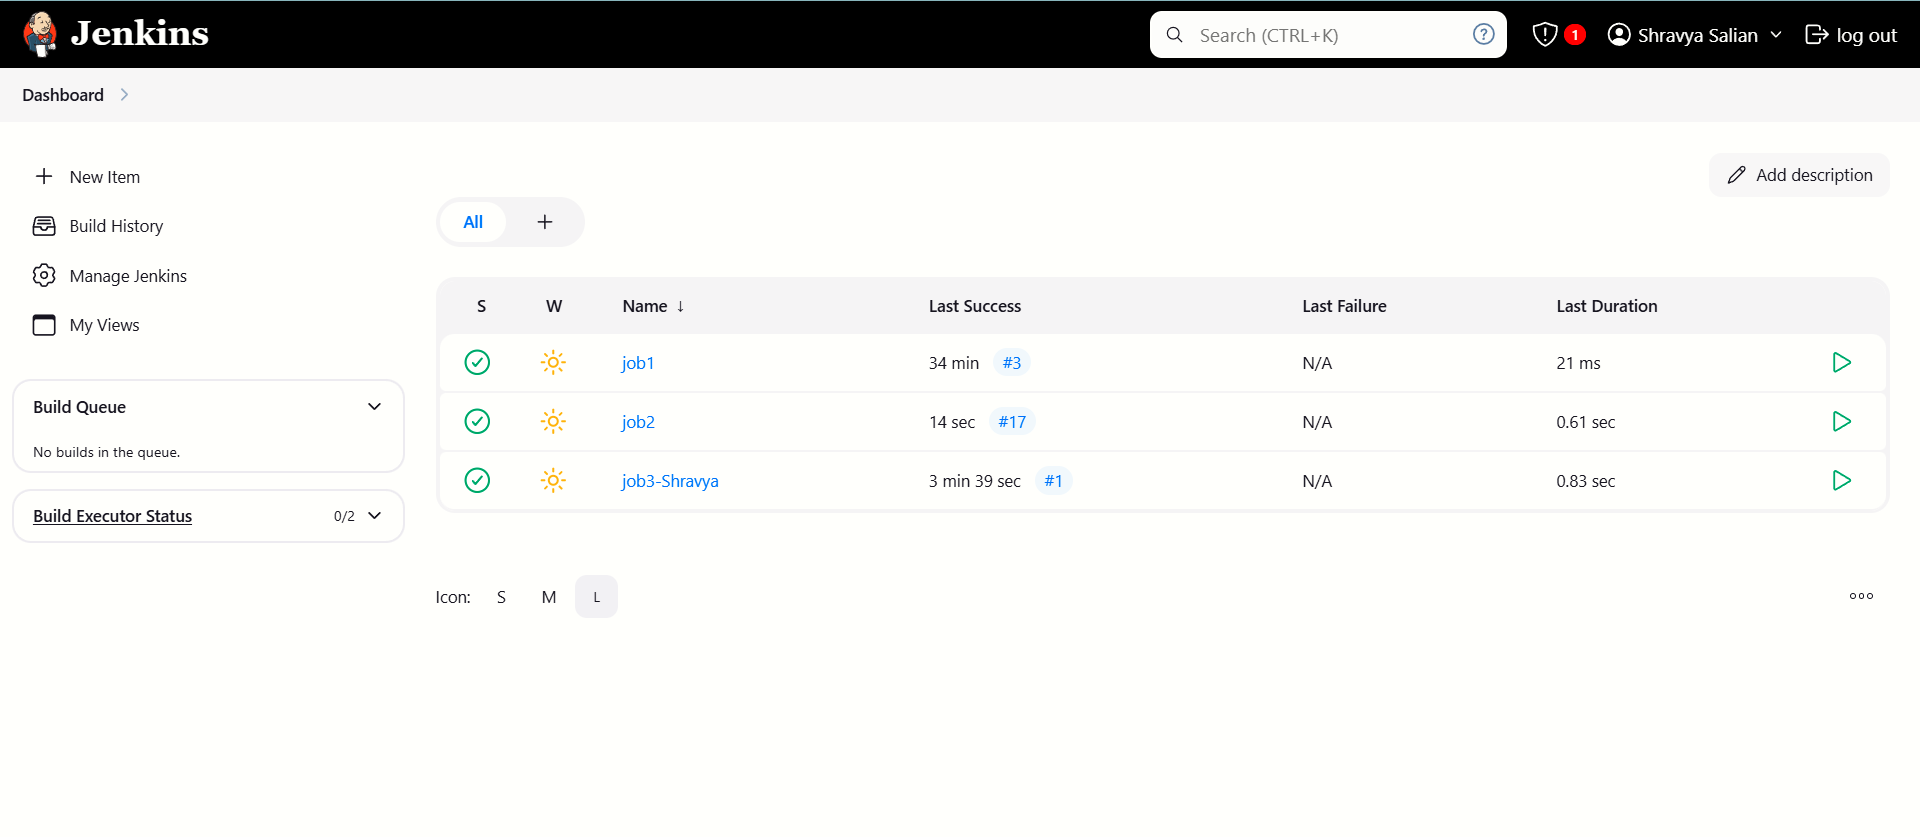 Jenkins
Search (CTRL+K)
?
1
Shravya Salian
log out
Dashboard
New Item
Build History
Manage Jenkins
My Views
Build Queue
No builds in the queue.
Build Executor Status 0/2
Add description
All +
S W Name ↓ Last Success Last Failure Last Duration
job1 34 min #3 N/A 21 ms
job2 14 sec #17 N/A 0.61 sec
job3-Shravya 3 min 39 sec #1 N/A 0.83 sec
Icon: S M L